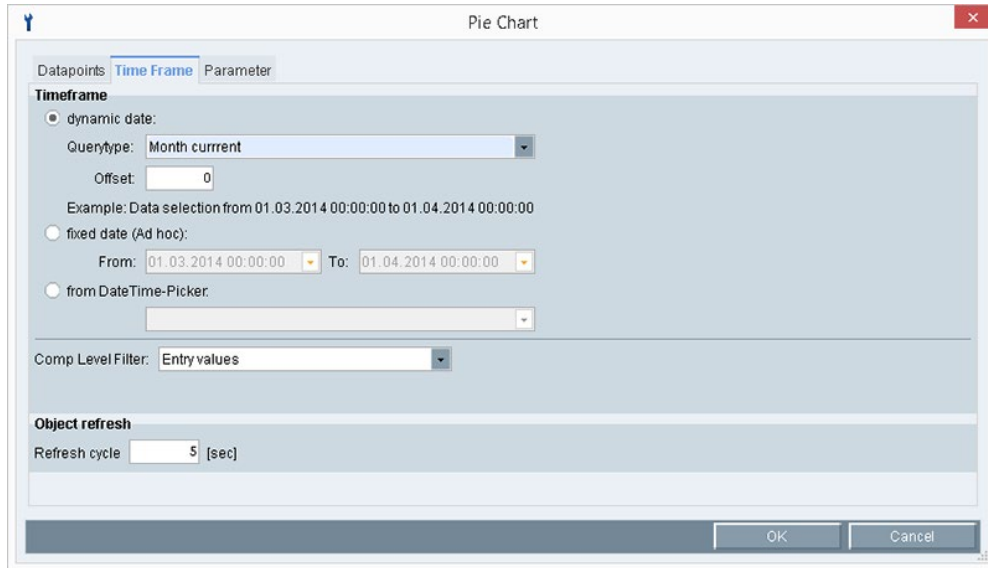 Pie Chart
Datapoints Time Frame Parameter
Timeframe
dynamic date:
Querytype: Month currrent
Offset: 0
Example: Data selection from 01.03.2014 00:00:00 to 01.04.2014 00:00:00
fixed date (Ad hoc):
From: 01.03.2014 00:00:00 To: 01.04.2014 00:00:00
from DateTime-Picker:
Comp Level Filter: Entry values
Object refresh
Refresh cycle 5 [sec]
OK Cancel